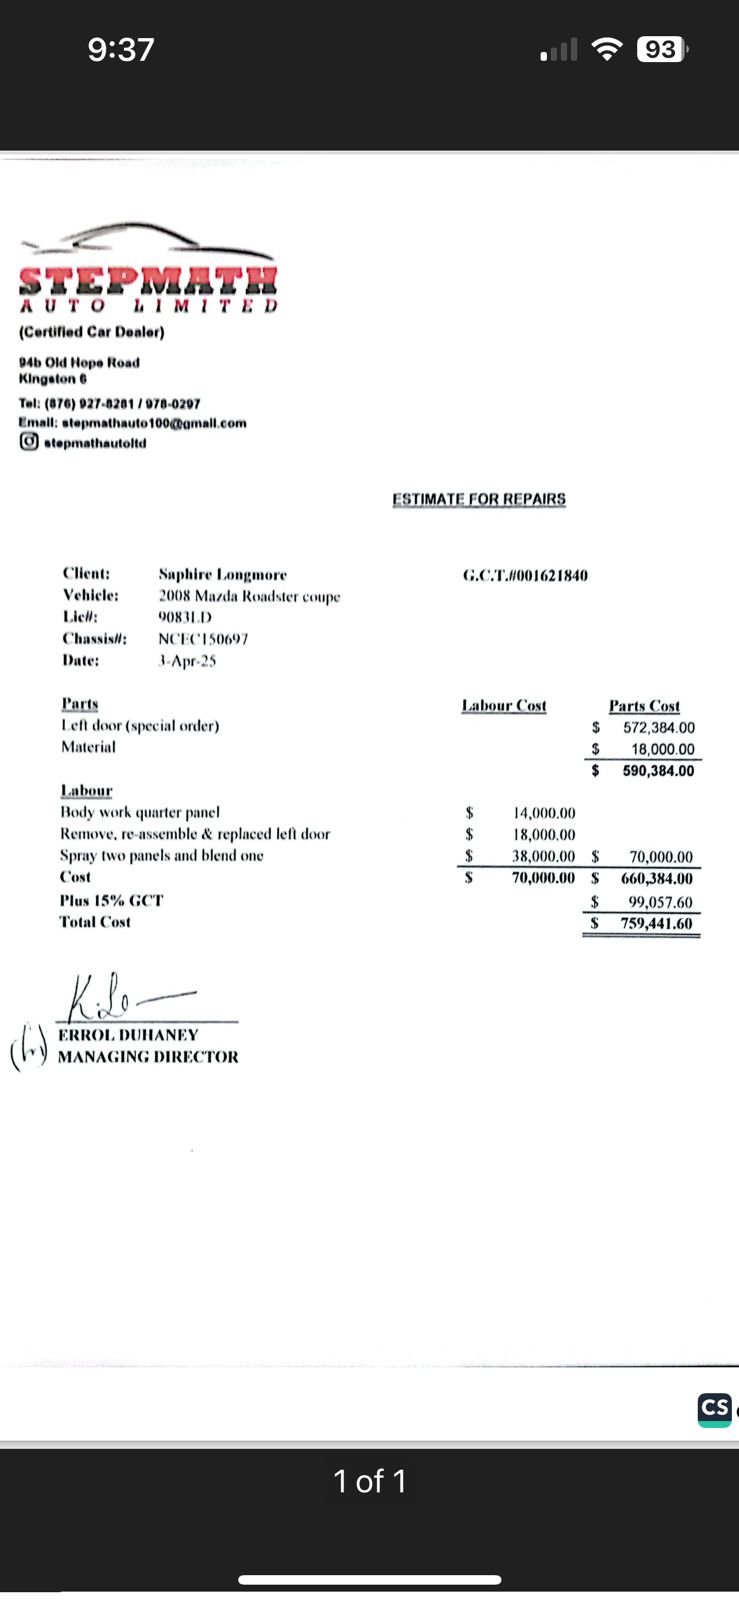 9:37
93
STEPMATH
AUTO LIMITED
(Certified Car Dealer)
94b Old Hope Road
Kingston 6
Tel: (876) 927-8281 / 978-0297
Email: stepmathauto100@gmail.com
stepmathautoltd
ESTIMATE FOR REPAIRS
Client: Saphire Longmore G.C.T.#001621840
Vehicle: 2008 Mazda Roadster coupe
Lic#: 9083LD
Chassis#: NCEC150697
Date: 3-Apr-25
Parts Labour Cost Parts Cost
Left door (special order) $ 572,384.00
Material $ 18,000.00
$ 590,384.00
Labour
Body work quarter panel $ 14,000.00
Remove, re-assemble & replaced left door $ 18,000.00
Spray two panels and blend one $ 38,000.00 $ 70,000.00
Cost $ 70,000.00 $ 660,384.00
Plus 15% GCT $ 99,057.60
Total Cost $ 759,441.60
ERROL DUHANEY
MANAGING DIRECTOR
CS
1 of 1